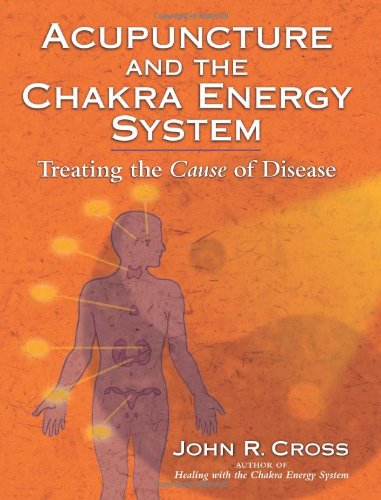 ACUPUNCTURE
AND THE
CHAKRA ENERGY
SYSTEM
Treating the Cause of Disease
JOHN R. CROSS
AUTHOR OF
Healing with the Chakra Energy System